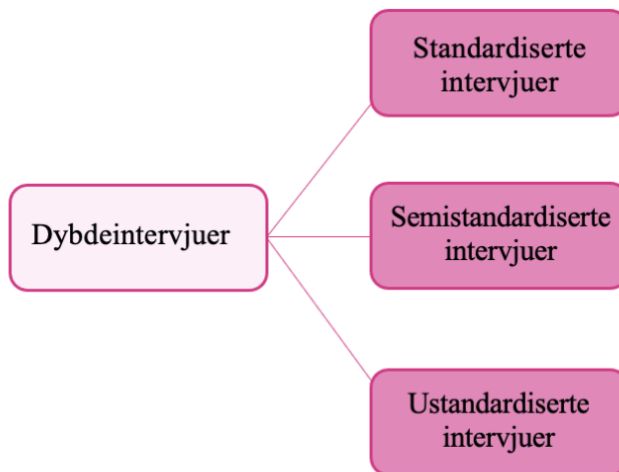 Standardiserte
intervjuer
Dybdeintervjuer
Semistandardiserte
intervjuer
Ustandardiserte
intervjuer